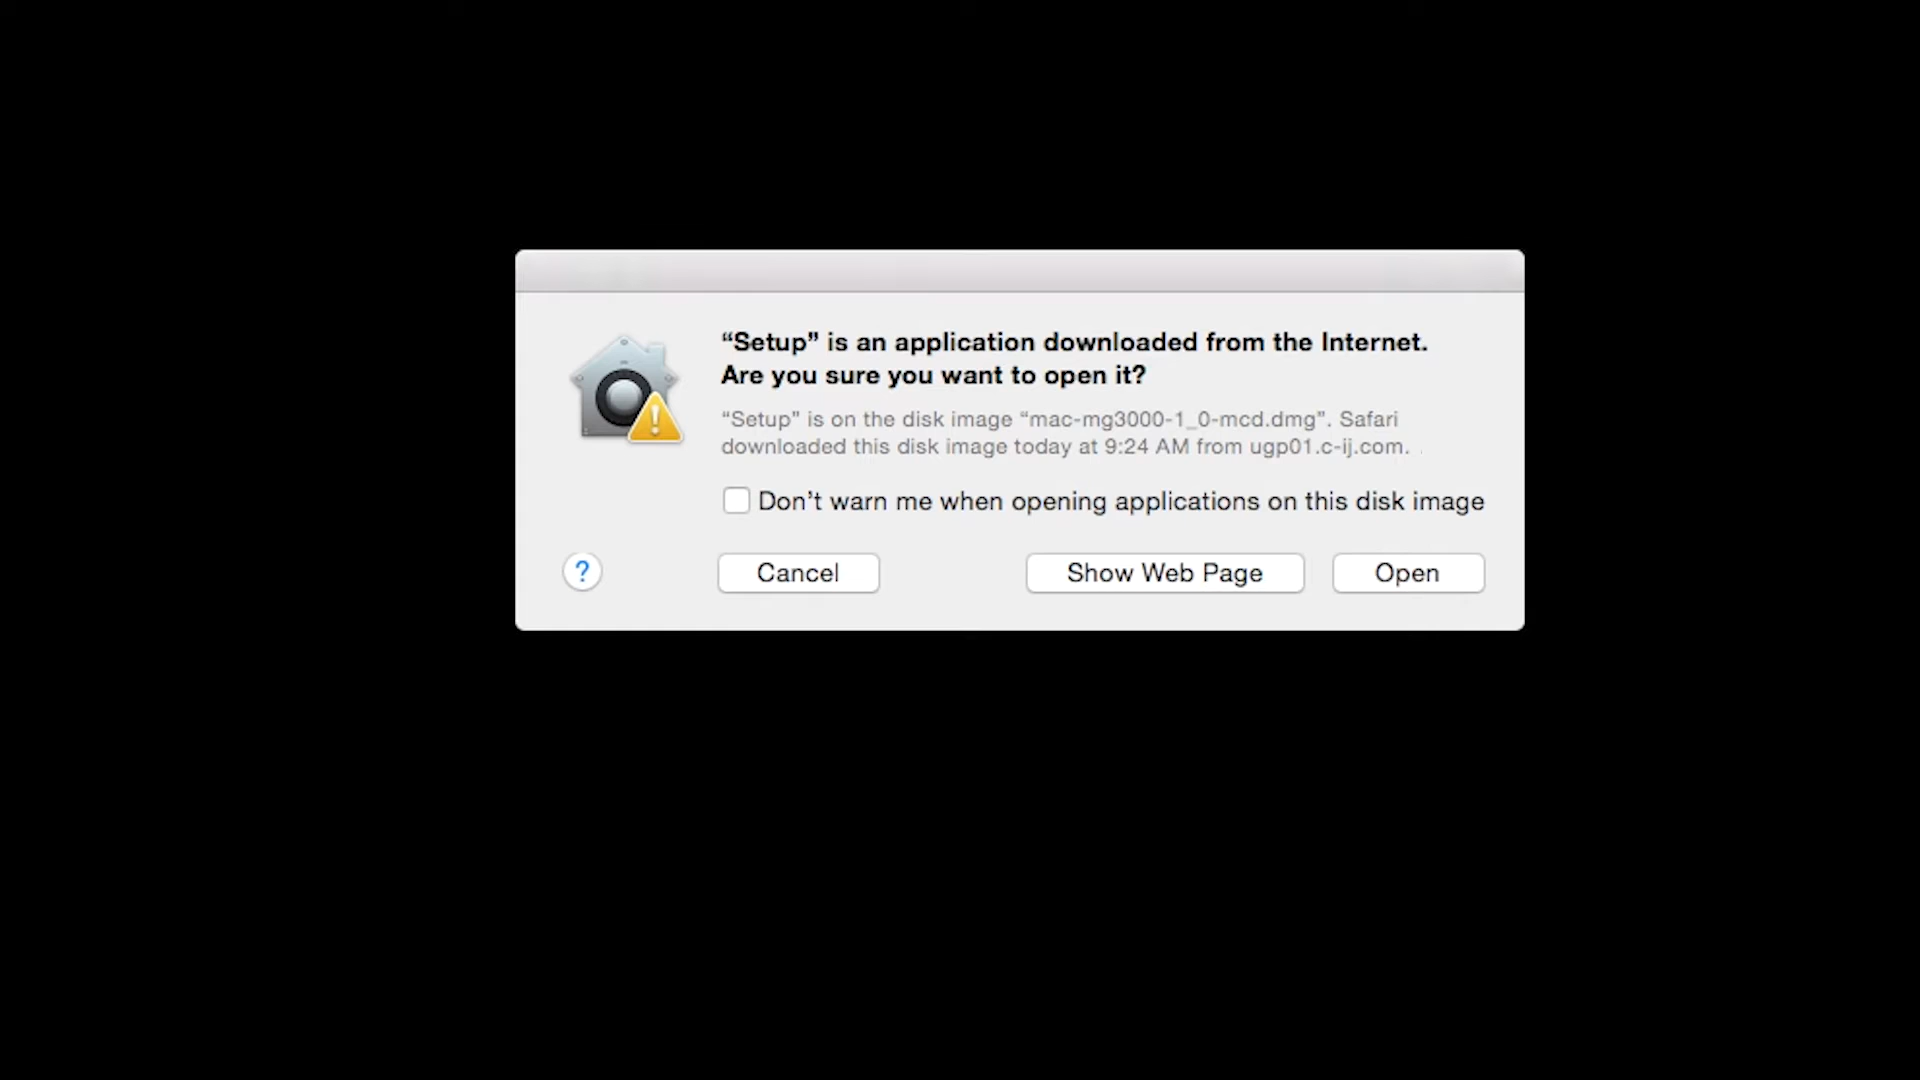 “Setup” is an application downloaded from the Internet.
Are you sure you want to open it?
“Setup” is on the disk image “mac-mg3000-1_0-mcd.dmg”. Safari
downloaded this disk image today at 9:24 AM from ugp01.c-ij.com.
Don’t warn me when opening applications on this disk image
?
Cancel
Show Web Page
Open